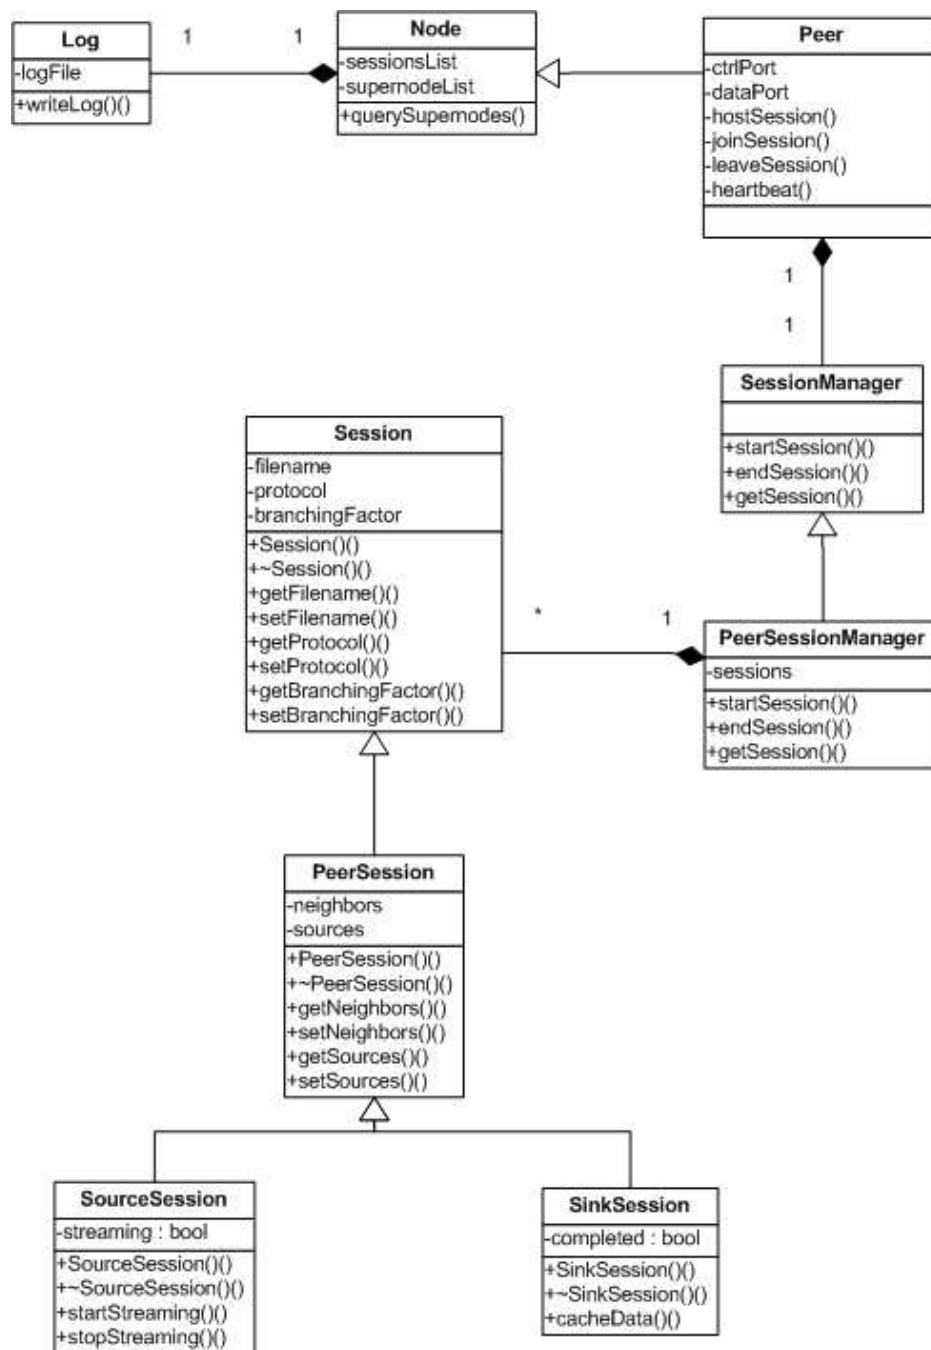 Log
-logFile
+writeLog()()
1
1
Node
-sessionsList
-supernodeList
+querySupernodes()
Peer
-ctrlPort
-dataPort
-hostSession()
-joinSession()
-leaveSession()
-heartbeat()
1
1
SessionManager
+startSession()()
+endSession()()
+getSession()()
Session
-filename
-protocol
-branchingFactor
+Session()()
+~Session()()
+getFilename()()
+setFilename()()
+getProtocol()()
+setProtocol()()
+getBranchingFactor()()
+setBranchingFactor()()
*
1
PeerSessionManager
-sessions
+startSession()()
+endSession()()
+getSession()()
PeerSession
-neighbors
-sources
+PeerSession()()
+~PeerSession()()
+getNeighbors()()
+setNeighbors()()
+getSources()()
+setSources()()
SourceSession
-streaming : bool
+SourceSession()()
+~SourceSession()()
+startStreaming()()
+stopStreaming()()
SinkSession
-completed : bool
+SinkSession()()
+~SinkSession()()
+cacheData()()